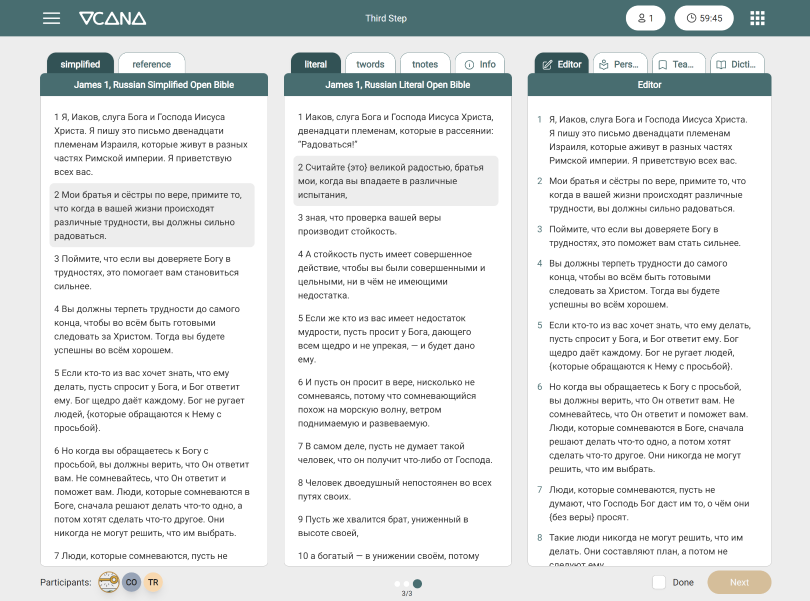 VCANA
Third Step
1
59:45
simplified
reference
James 1, Russian Simplified Open Bible
1 Я, Иаков, слуга Бога и Господа Иисуса
Христа. Я пишу это письмо двенадцати
племенам Израиля, которые живут в разных
частях Римской империи. Я приветствую
всех вас.
2 Мои братья и сёстры по вере, примите то,
что когда в вашей жизни происходят
различные трудности, вы должны сильно
радоваться.
3 Поймите, что если вы доверяете Богу в
трудностях, это помогает вам становиться
сильнее.
4 Вы должны терпеть трудности до самого
конца, чтобы во всём быть готовыми
следовать за Христом. Тогда вы будете
успешны во всём хорошем.
5 Если кто-то из вас хочет знать, что ему
делать, пусть спросит у Бога, и Бог ответит
ему. Бог щедро даёт каждому. Бог не ругает
людей, {которые обращаются к Нему с
просьбой}.
6 Но когда вы обращаетесь к Богу с
просьбой, вы должны верить, что Он ответит
вам. Не сомневайтесь, что Он ответит и
поможет вам. Люди, которые сомневаются в
Боге, сначала решают делать что-то одно, а
потом хотят сделать что-то другое. Они
никогда не могут решить, что им выбрать.
7 Люди, которые сомневаются, пусть не
literal
twords
tnotes
Info
James 1, Russian Literal Open Bible
1 Иаков, слуга Бога и Господа Иисуса Христа,
двенадцати племенам, которые в рассеянии:
“Радоваться!”
2 Считайте {это} великой радостью, братья
мои, когда вы впадаете в различные
испытания,
3 зная, что проверка вашей веры
производит стойкость.
4 А стойкость пусть имеет совершенное
действие, чтобы вы были совершенными и
цельными, ни в чём не имеющими
недостатка.
5 Если же кто из вас имеет недостаток
мудрости, пусть просит у Бога, дающего
всем щедро и не упрекая, — и будет дано
ему.
6 И пусть он просит в вере, нисколько не
сомневаясь, потому что сомневающийся
похож на морскую волну, ветром
поднимаемую и развеваемую.
7 В самом деле, пусть не думает такой
человек, что он получит что-либо от Господа.
8 Человек двоедушный непостоянен во всех
путях своих.
9 Пусть же хвалится брат, униженный в
высоте своей,
10 а богатый — в унижении своём, потому
Editor
Pers...
Tea...
Dicti...
Editor
1 Я, Иаков, слуга Бога и Господа Иисуса Христа.
Я пишу это письмо двенадцати племенам
Израиля, которые аживут в разных частях
Римской империи. Я приветствую всех вас.
2 Мои братья и сёстры по вере, примите то, что
когда в вашей жизни происходят различные
трудности, вы должны сильно радоваться.
3 Поймите, что если вы доверяете Богу в
трудностях, это поможет вам стать сильнее.
4 Вы должны терпеть трудности до самого
конца, чтобы во всём быть готовыми
следовать за Христом. Тогда вы будете
успешны во всём хорошем.
5 Если кто-то из вас хочет знать, что ему делать,
пусть спросит у Бога, и Бог ответит ему. Бог
щедро даёт каждому. Бог не ругает людей,
{которые обращаются к Нему с просьбой}.
6 Но когда вы обращаетесь к Богу с просьбой,
вы должны верить, что Он ответит вам. Не
сомневайтесь, что Он ответит и поможет вам.
Люди, которые сомневаются в Боге, сначала
решают делать что-то одно, а потом хотят
сделать что-то другое. Они никогда не могут
решить, что им выбрать.
7 Люди, которые сомневаются, пусть не
думают, что Господь Бог даст им то, о чём они
{без веры} просят.
8 Такие люди никогда не могут решить, что им
делать. Они составляют план, а потом не
следуют ему
Participants:
CO
TR
3/3
Done
Next